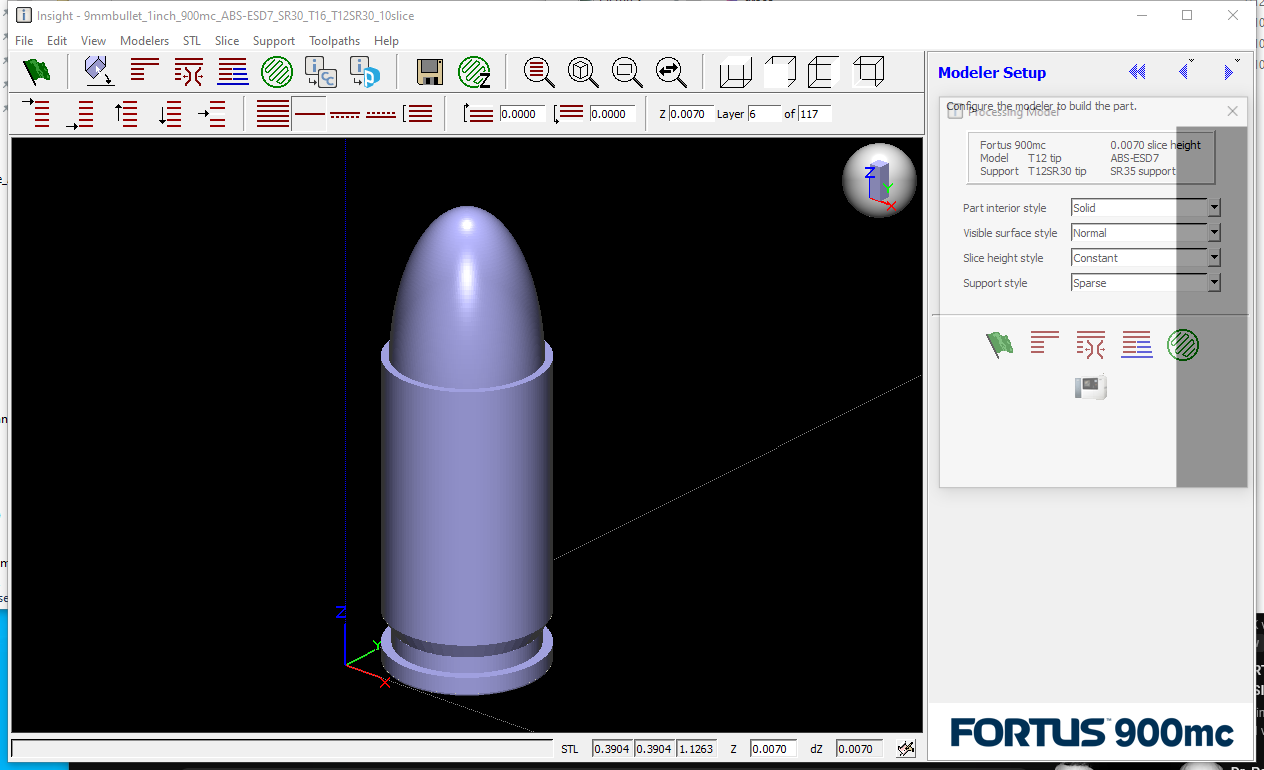 Insight - 9mmbullet_1inch_900mc_ABS-ESD7_SR30_T16_T12SR30_10slice
File Edit View Modelers STL Slice Support Toolpaths Help
0.0000 0.0000 Z 0.0070 Layer 6 of 117
Z
Y
X
Z
Y
X
STL 0.3904 0.3904 1.1263 Z 0.0070 dZ 0.0070
Modeler Setup
Configure the modeler to build the part.
Processing Model
Fortus 900mc 0.0070 slice height
Model T12 tip ABS-ESD7
Support T12SR30 tip SR35 support
Part interior style Solid
Visible surface style Normal
Slice height style Constant
Support style Sparse
FORTUS™ 900mc